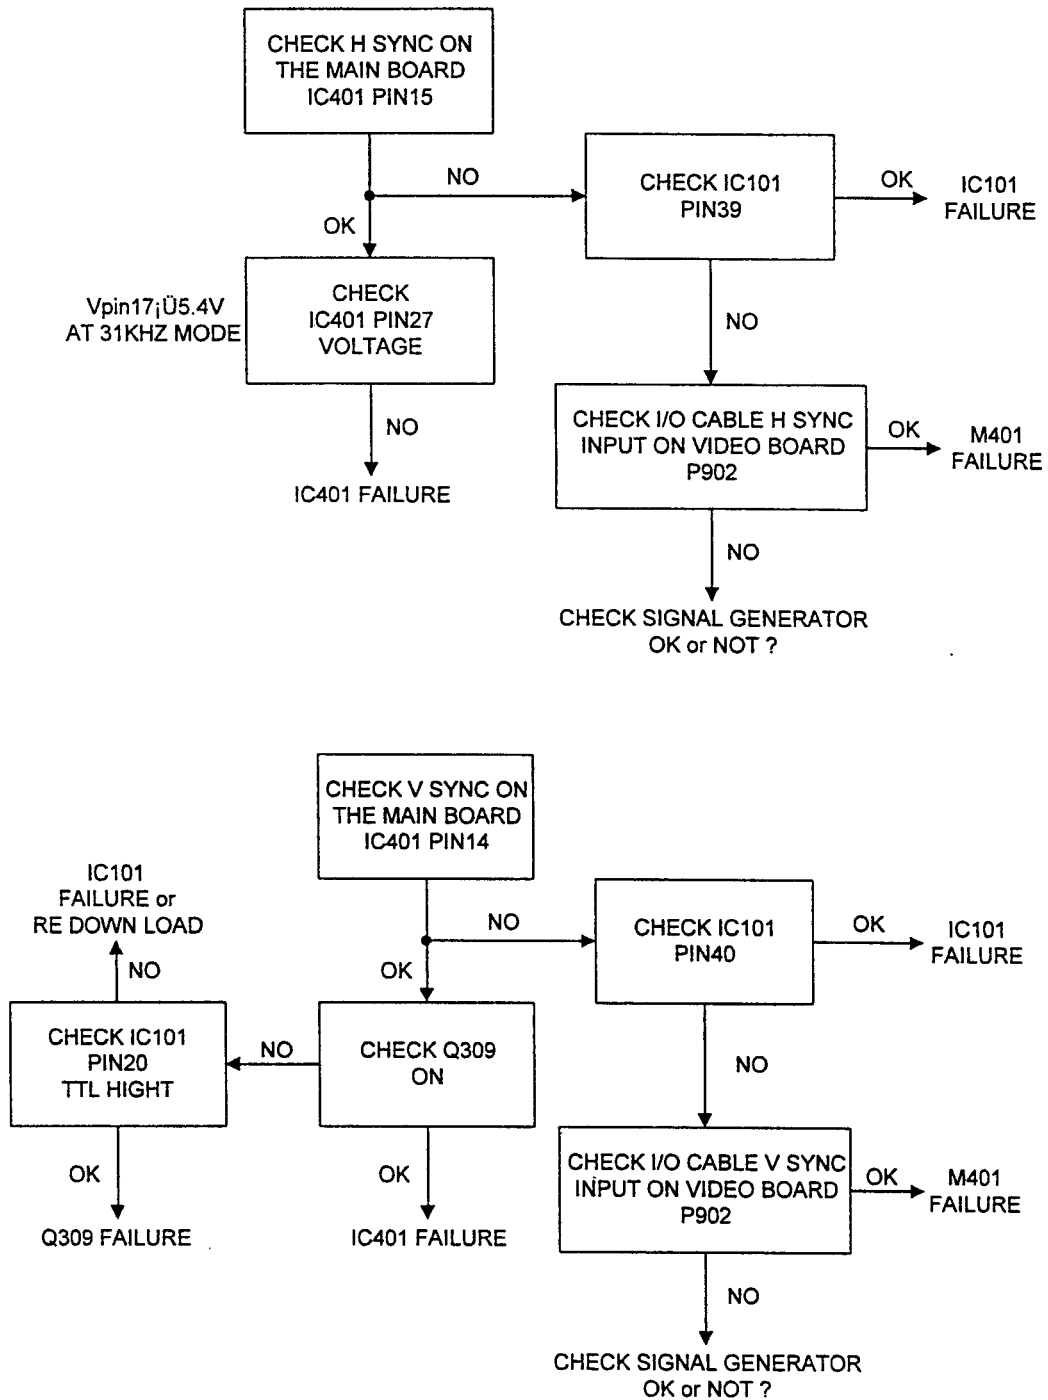 CHECK H SYNC ON
THE MAIN BOARD
IC401 PIN15
NO
CHECK IC101
PIN39
OK
IC101
FAILURE
OK
Vpin17¡Ü5.4V
AT 31KHZ MODE
CHECK
IC401 PIN27
VOLTAGE
NO
NO
IC401 FAILURE
CHECK I/O CABLE H SYNC
INPUT ON VIDEO BOARD
P902
OK
M401
FAILURE
NO
CHECK SIGNAL GENERATOR
OK or NOT ?
CHECK V SYNC ON
THE MAIN BOARD
IC401 PIN14
IC101
FAILURE or
RE DOWN LOAD
NO
CHECK IC101
PIN40
OK
IC101
FAILURE
NO
OK
CHECK IC101
PIN20
TTL HIGHT
NO
CHECK Q309
ON
NO
OK
OK
Q309 FAILURE
IC401 FAILURE
CHECK I/O CABLE V SYNC
INPUT ON VIDEO BOARD
P902
OK
M401
FAILURE
NO
CHECK SIGNAL GENERATOR
OK or NOT ?